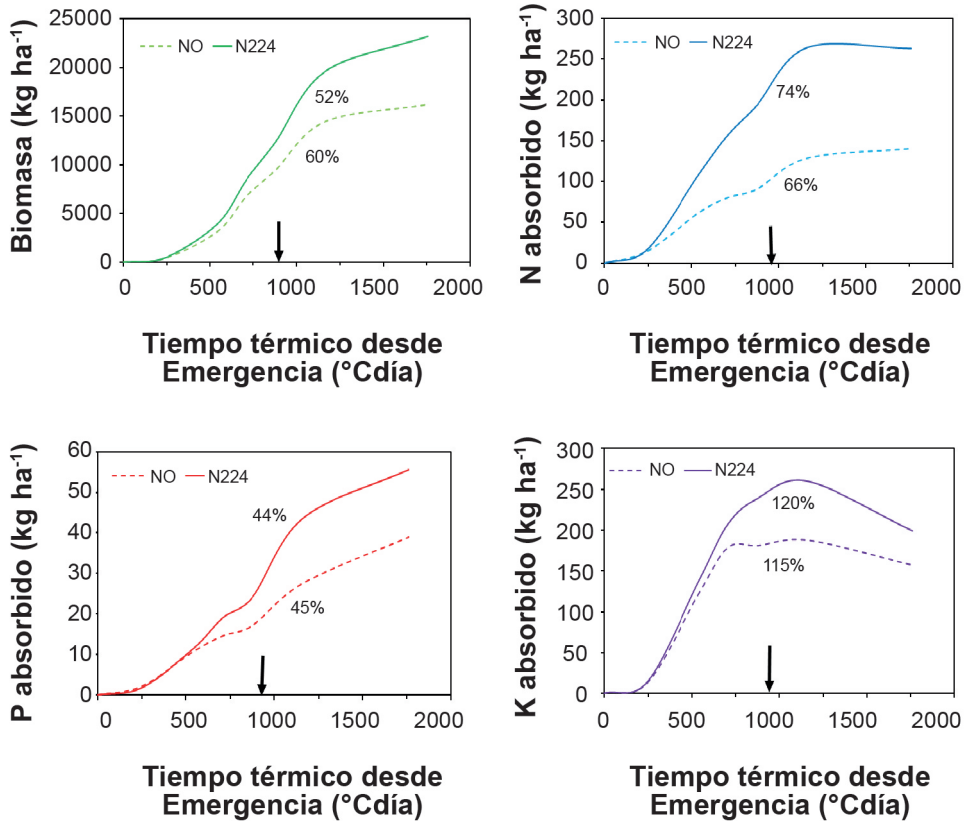 Biomasa (kg ha-1)
25000
20000
15000
10000
5000
0
NO N224
52%
60%
0 500 1000 1500 2000
Tiempo térmico desde
Emergencia (°Cdía)
N absorbido (kg ha-1)
300
250
200
150
100
50
0
NO N224
74%
66%
0 500 1000 1500 2000
Tiempo térmico desde
Emergencia (°Cdía)
P absorbido (kg ha-1)
60
50
40
30
20
10
0
NO N224
44%
45%
0 500 1000 1500 2000
Tiempo térmico desde
Emergencia (°Cdía)
K absorbido (kg ha-1)
300
250
200
150
100
50
0
NO N224
120%
115%
0 500 1000 1500 2000
Tiempo térmico desde
Emergencia (°Cdía)